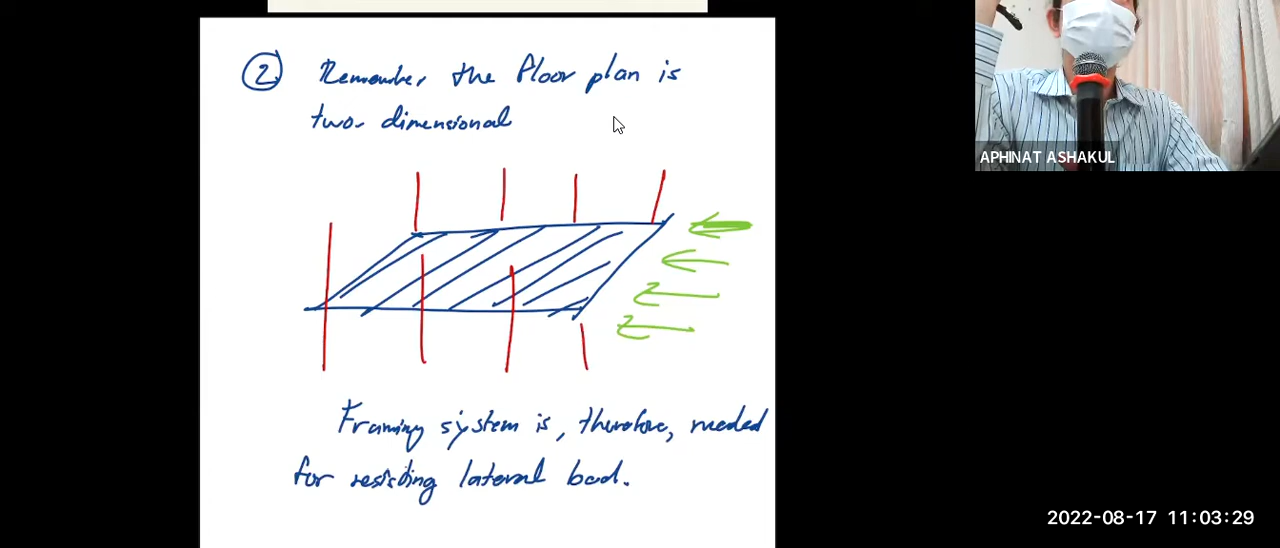 2 Remember the floor plan is
two-dimensional
Framing system is, therefore, needed
for resisting lateral load.
APHINAT ASHAKUL
2022-08-17 11:03:29